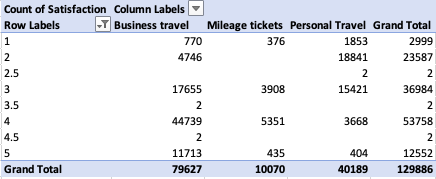 Count of Satisfaction Column Labels
Row Labels Business travel Mileage tickets Personal Travel Grand Total
1 770 376 1853 2999
2 4746 18841 23587
2.5 2 2
3 17655 3908 15421 36984
3.5 2 2
4 44739 5351 3668 53758
4.5 2 2
5 11713 435 404 12552
Grand Total 79627 10070 40189 129886